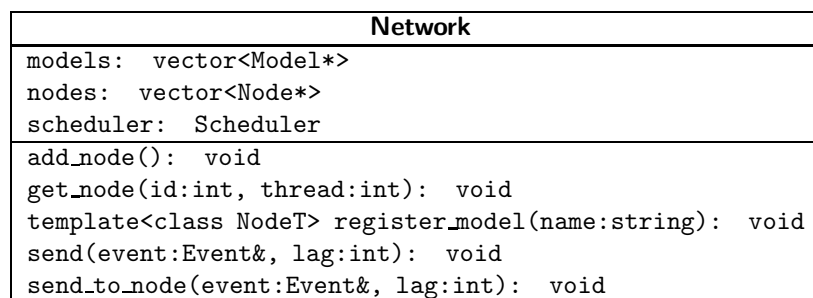 Network
models: vector<Model*>
nodes: vector<Node*>
scheduler: Scheduler
add_node(): void
get_node(id:int, thread:int): void
template<class NodeT> register_model(name:string): void
send(event:Event&, lag:int): void
send_to_node(event:Event&, lag:int): void